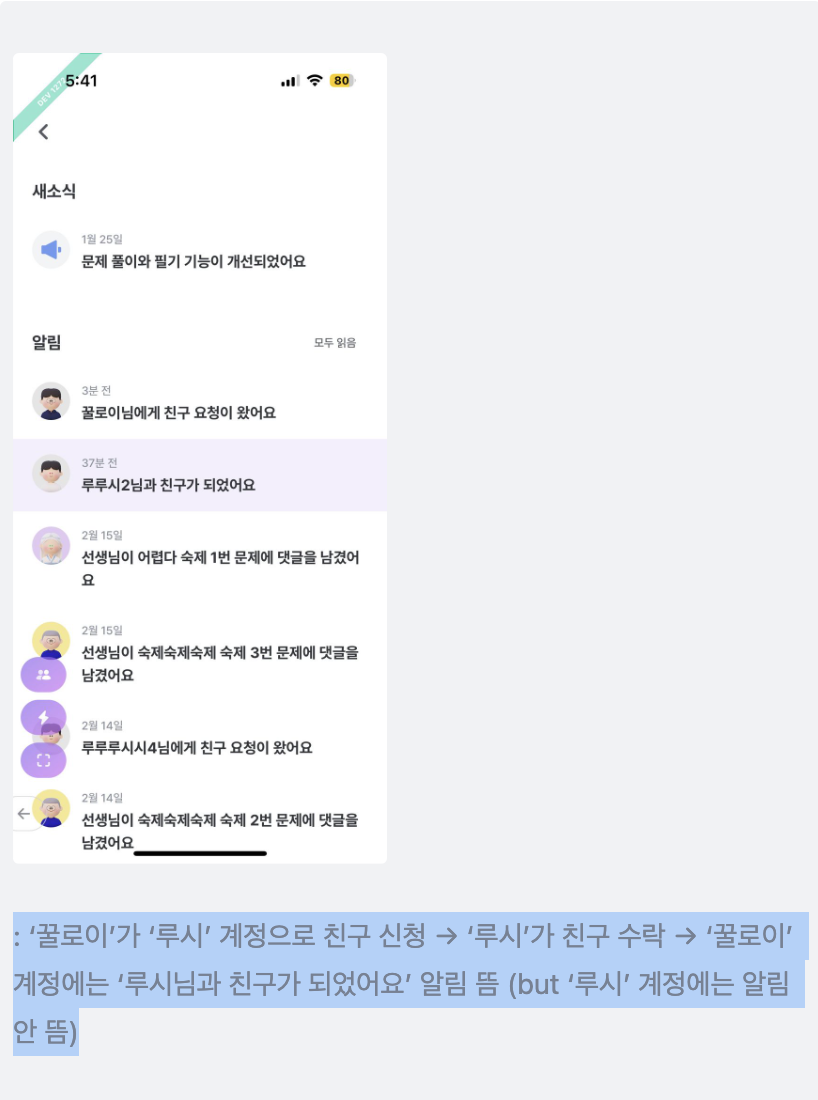 DEV 127
5:41
80
새소식
1월 25일
문제 풀이와 필기 기능이 개선되었어요
알림
모두 읽음
3분 전
꿀로이님에게 친구 요청이 왔어요
37분 전
루루시2님과 친구가 되었어요
2월 15일
선생님이 어렵다 숙제 1번 문제에 댓글을 남겼어
요
2월 15일
선생님이 숙제숙제숙제 숙제 3번 문제에 댓글을
남겼어요
2월 14일
루루루시시4님에게 친구 요청이 왔어요
2월 14일
선생님이 숙제숙제숙제 숙제 2번 문제에 댓글을
남겼어요
: ‘꿀로이’가 ‘루시’ 계정으로 친구 신청 → ‘루시’가 친구 수락 → ‘꿀로이’
계정에는 ‘루시님과 친구가 되었어요’ 알림 뜸 (but ‘루시’ 계정에는 알림
안 뜸)